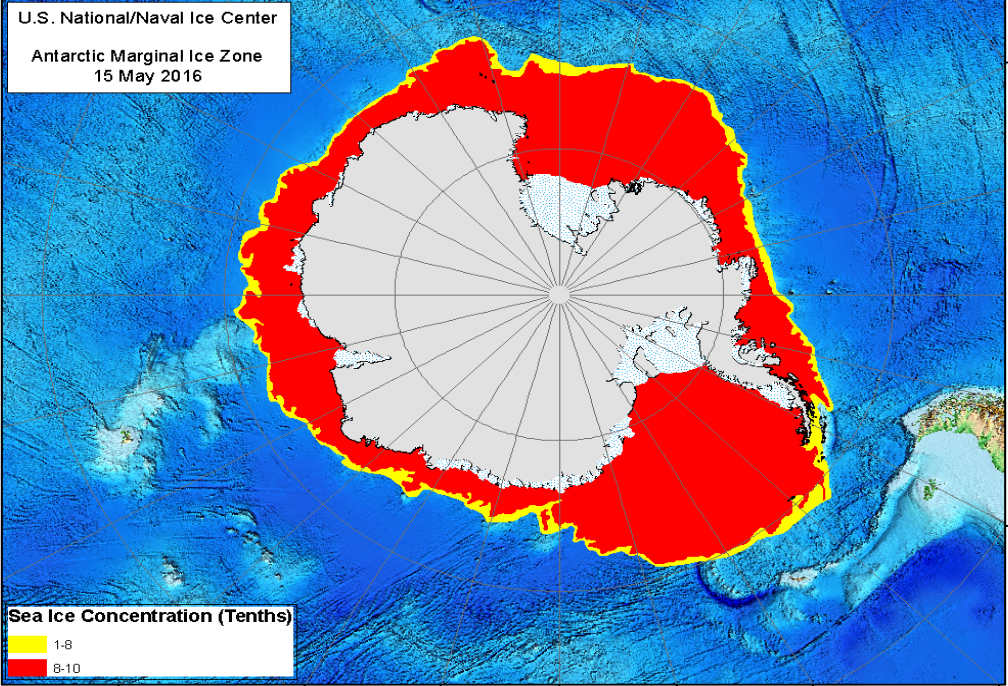 U.S. National/Naval Ice Center
Antarctic Marginal Ice Zone
15 May 2016
Sea Ice Concentration (Tenths)
1-8
8-10